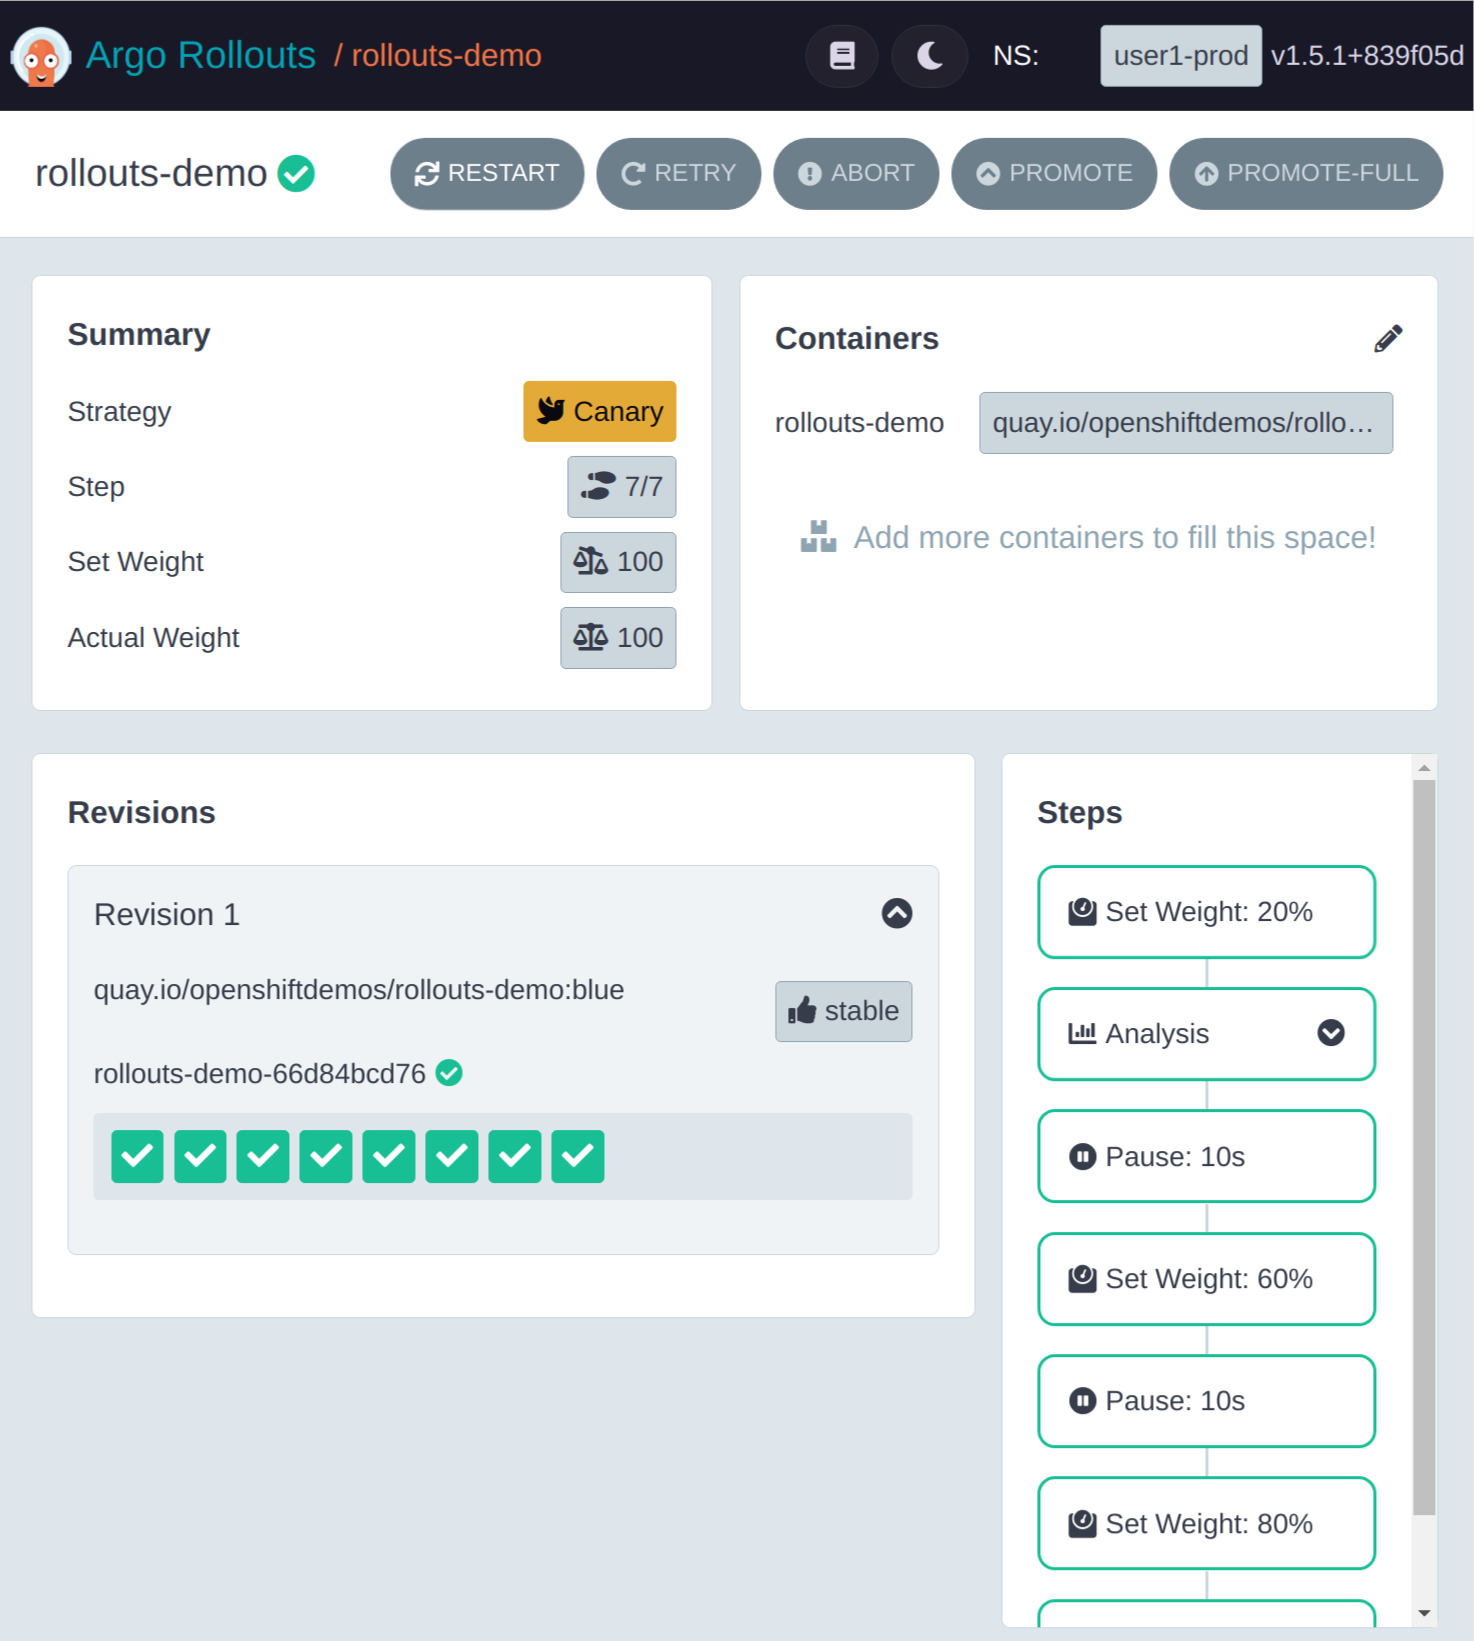 Argo Rollouts / rollouts-demo NS: user1-prod v1.5.1+839f05d
rollouts-demo RESTART RETRY ABORT PROMOTE PROMOTE-FULL
Summary
Strategy Canary
Step 7/7
Set Weight 100
Actual Weight 100
Containers
rollouts-demo quay.io/openshiftdemos/rollo...
Add more containers to fill this space!
Revisions
Revision 1
quay.io/openshiftdemos/rollouts-demo:blue
stable
rollouts-demo-66d84bcd76
Steps
Set Weight: 20%
Analysis
Pause: 10s
Set Weight: 60%
Pause: 10s
Set Weight: 80%